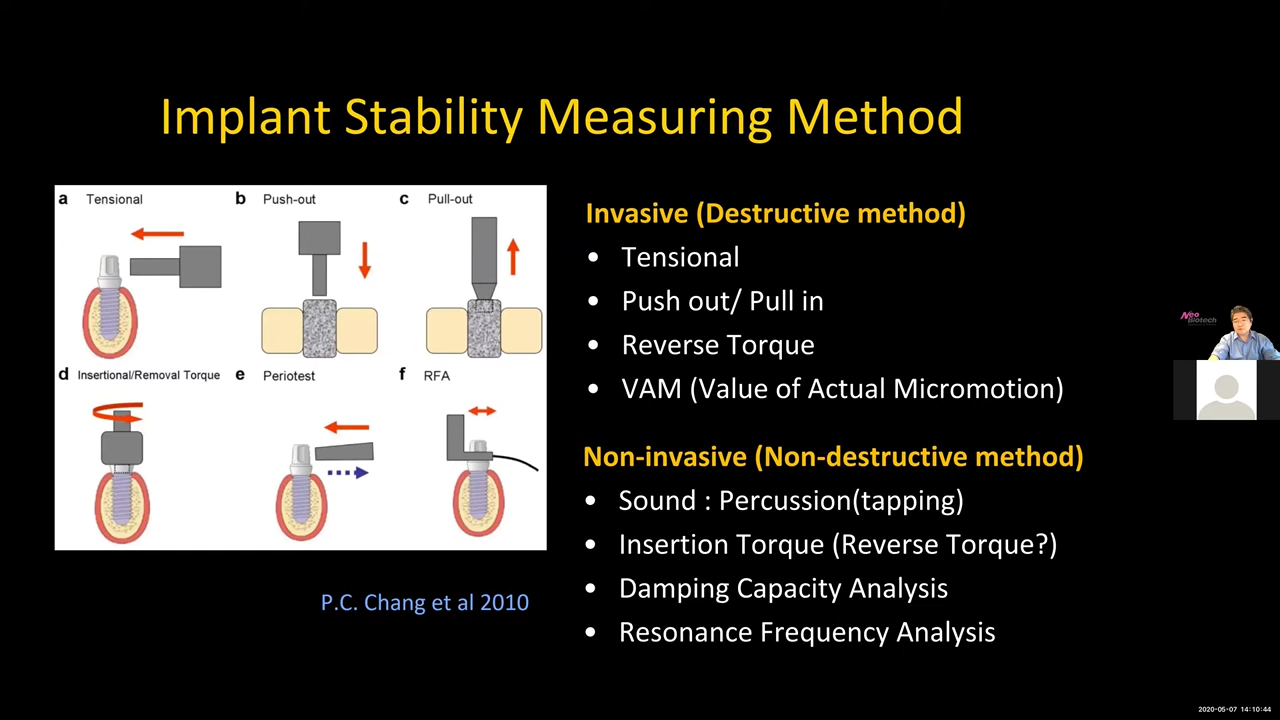 Implant Stability Measuring Method
a Tensional
b Push-out
c Pull-out
d Insertional/Removal Torque
e Periotest
f RFA
P.C. Chang et al 2010
Invasive (Destructive method)
• Tensional
• Push out/ Pull in
• Reverse Torque
• VAM (Value of Actual Micromotion)
Non-invasive (Non-destructive method)
• Sound : Percussion(tapping)
• Insertion Torque (Reverse Torque?)
• Damping Capacity Analysis
• Resonance Frequency Analysis
Neo
Biotech
2020-05-07 14:10:44